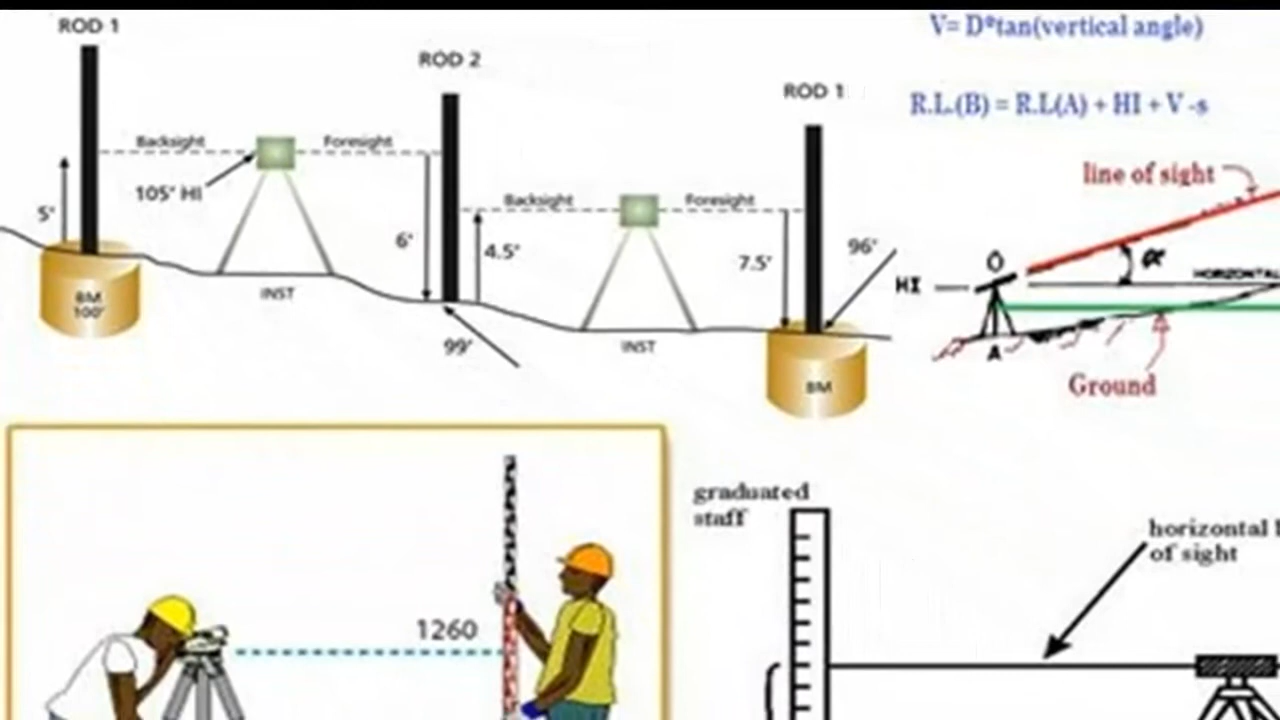 ROD 1
ROD 2
ROD 1
Backsight
Foresight
105' HI
5'
6'
BM
100'
INST
99'
Backsight
Foresight
4.5'
7.5'
96'
INST
BM
V= D*tan(vertical angle)
R.L.(B) = R.L(A) + HI + V -s
line of sight
O
α
HI
HORIZONTAL
A
Ground
1260
graduated
staff
horizontal l
of sight